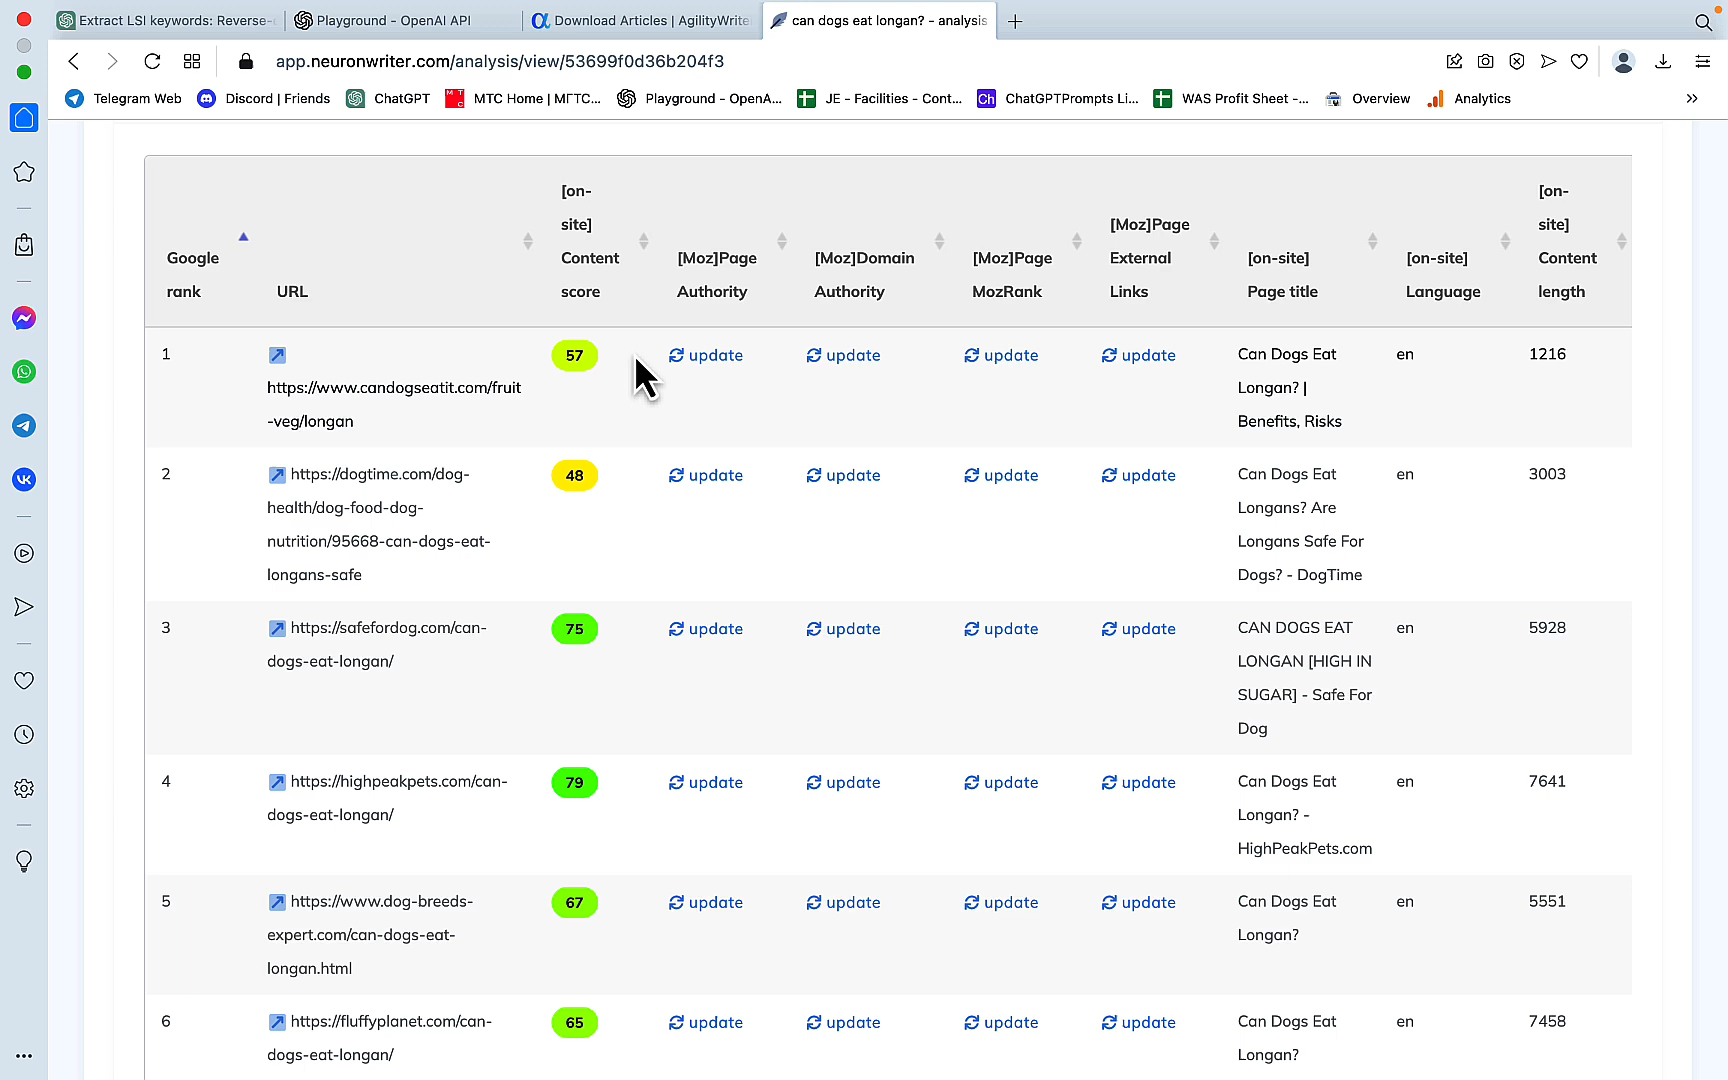 Extract LSI keywords: Reverse-
Playground - OpenAI API
Download Articles | AgilityWrite
can dogs eat longan? - analysis
app.neuronwriter.com/analysis/view/53699f0d36b204f3
Telegram Web
Discord | Friends
ChatGPT
MTC Home | МГТС...
Playground - OpenA...
JE - Facilities - Cont...
Ch
ChatGPTPrompts Li...
WAS Profit Sheet -...
Overview
Analytics
Google
rank
URL
[on-
site]
Content
score
[Moz]Page
Authority
[Moz]Domain
Authority
[Moz]Page
MozRank
[Moz]Page
External
Links
[on-site]
Page title
[on-site]
Language
[on-
site]
Content
length
1
https://www.candogseatit.com/fruit
-veg/longan
57
update
update
update
update
Can Dogs Eat
Longan? |
Benefits, Risks
en
1216
2
https://dogtime.com/dog-
health/dog-food-dog-
nutrition/95668-can-dogs-eat-
longans-safe
48
update
update
update
update
Can Dogs Eat
Longans? Are
Longans Safe For
Dogs? - DogTime
en
3003
3
https://safefordog.com/can-
dogs-eat-longan/
75
update
update
update
update
CAN DOGS EAT
LONGAN [HIGH IN
SUGAR] - Safe For
Dog
en
5928
4
https://highpeakpets.com/can-
dogs-eat-longan/
79
update
update
update
update
Can Dogs Eat
Longan? -
HighPeakPets.com
en
7641
5
https://www.dog-breeds-
expert.com/can-dogs-eat-
longan.html
67
update
update
update
update
Can Dogs Eat
Longan?
en
5551
6
https://fluffyplanet.com/can-
dogs-eat-longan/
65
update
update
update
update
Can Dogs Eat
Longan?
en
7458